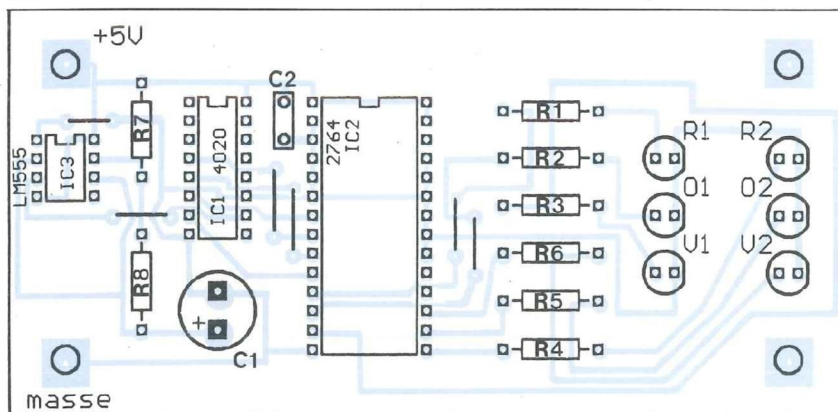 +5V
C2
R7
4020
IC1
2764
IC2
R1
R1
R2
LM555
IC3
R2
O1
O2
R3
V1
V2
R6
R8
+
C1
R5
R4
masse